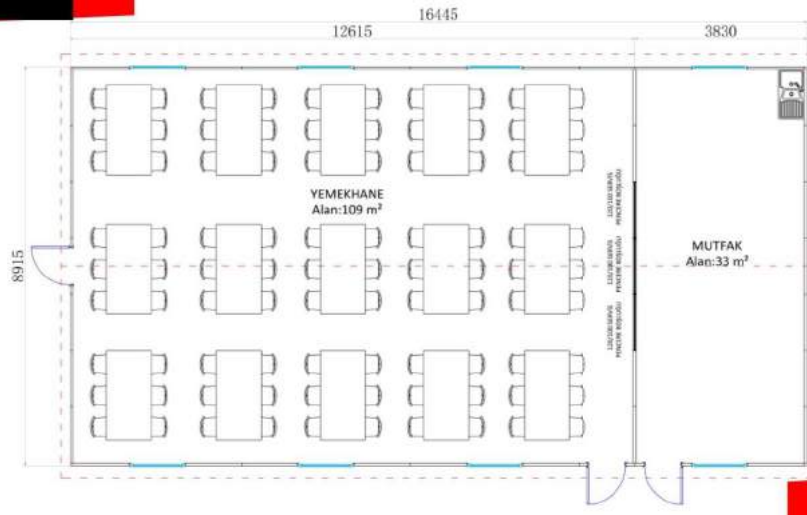 16445
12615
3830
8915
YEMEKHANE
Alan:109 m²
MUTFAK
Alan:33 m²